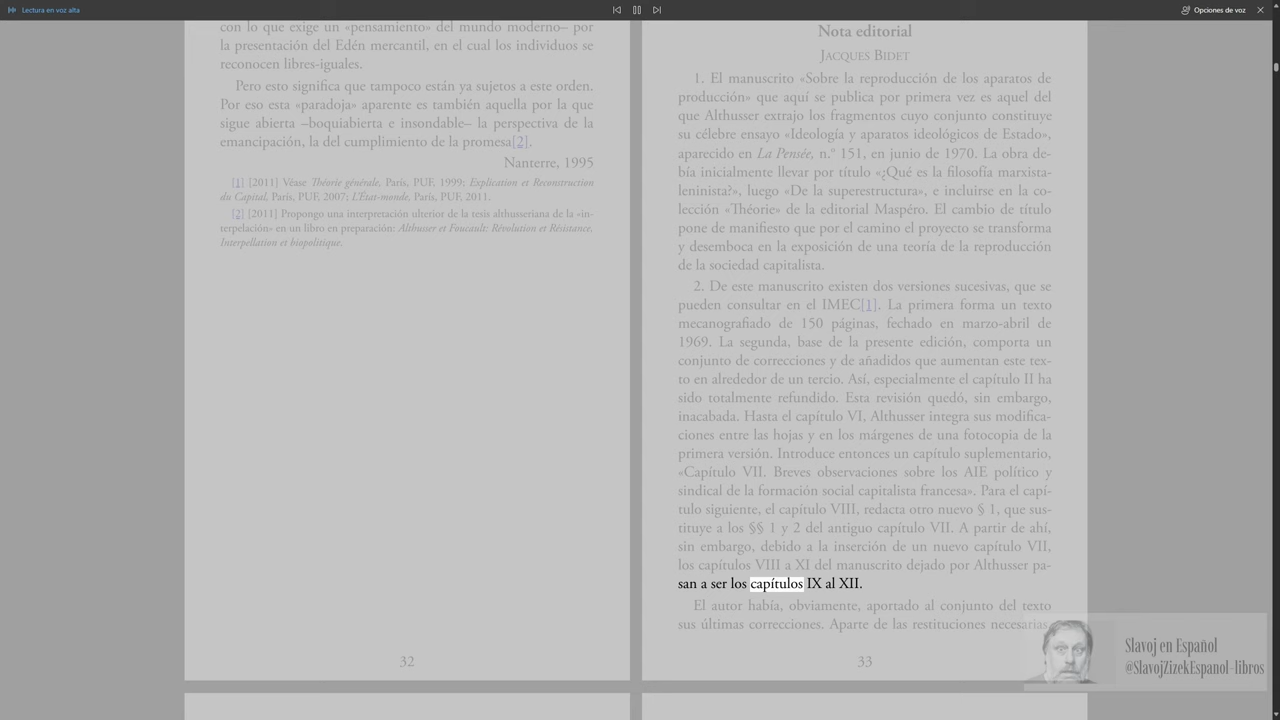 Lectura en voz alta
Opciones de voz
con lo que exige un «pensamiento» del mundo moderno– por
la presentación del Edén mercantil, en el cual los individuos se
reconocen libres-iguales.
Pero esto significa que tampoco están ya sujetos a este orden.
Por eso esta «paradoja» aparente es también aquella por la que
sigue abierta –boquiabierta e insondable– la perspectiva de la
emancipación, la del cumplimiento de la promesa[2].
Nanterre, 1995
[1] [2011] Véase Théorie générale, París, PUF, 1999; Explication et Reconstruction
du Capital, París, PUF, 2007; L'État-monde, París, PUF, 2011.
[2] [2011] Propongo una interpretación ulterior de la tesis althusseriana de la «in-
terpelación» en un libro en preparación: Althusser et Foucault: Révolution et Résistance.
Interpellation et biopolitique.
32
Nota editorial
JACQUES BIDET
1. El manuscrito «Sobre la reproducción de los aparatos de
producción» que aquí se publica por primera vez es aquel del
que Althusser extrajo los fragmentos cuyo conjunto constituye
su célebre ensayo «Ideología y aparatos ideológicos de Estado»,
aparecido en La Pensée, n.º 151, en junio de 1970. La obra de-
bía inicialmente llevar por título «¿Qué es la filosofía marxista-
leninista?», luego «De la superestructura», e incluirse en la co-
lección «Théorie» de la editorial Maspéro. El cambio de título
pone de manifiesto que por el camino el proyecto se transforma
y desemboca en la exposición de una teoría de la reproducción
de la sociedad capitalista.
2. De este manuscrito existen dos versiones sucesivas, que se
pueden consultar en el IMEC[1]. La primera forma un texto
mecanografiado de 150 páginas, fechado en marzo-abril de
1969. La segunda, base de la presente edición, comporta un
conjunto de correcciones y de añadidos que aumentan este tex-
to en alrededor de un tercio. Así, especialmente el capítulo II ha
sido totalmente refundido. Esta revisión quedó, sin embargo,
inacabada. Hasta el capítulo VI, Althusser integra sus modifica-
ciones entre las hojas y en los márgenes de una fotocopia de la
primera versión. Introduce entonces un capítulo suplementario,
«Capítulo VII. Breves observaciones sobre los AIE político y
sindical de la formación social capitalista francesa». Para el capí-
tulo siguiente, el capítulo VIII, redacta otro nuevo § 1, que sus-
tituye a los §§ 1 y 2 del antiguo capítulo VII. A partir de ahí,
sin embargo, debido a la inserción de un nuevo capítulo VII,
los capítulos VIII a XI del manuscrito dejado por Althusser pa-
san a ser los capítulos IX al XII.
El autor había, obviamente, aportado al conjunto del texto
sus últimas correcciones. Aparte de las restituciones necesarias,
33
Slavoj en Español
@SlavojZizekEspanol-libros